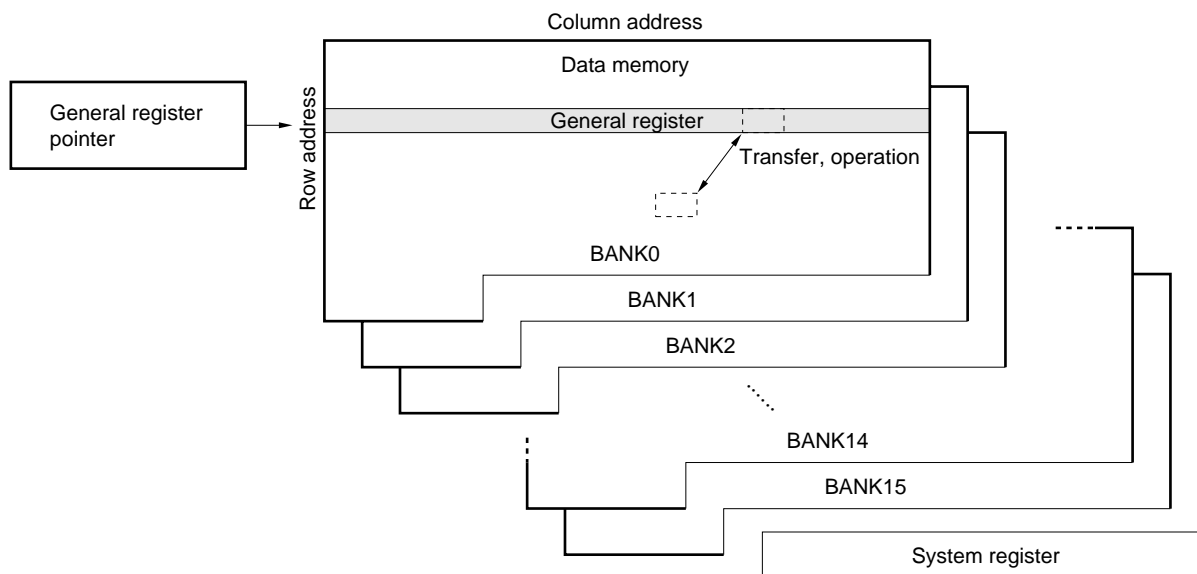 Column address
Data memory
General register
pointer
Row address
General register
Transfer, operation
BANK0
BANK1
BANK2
BANK14
BANK15
System register